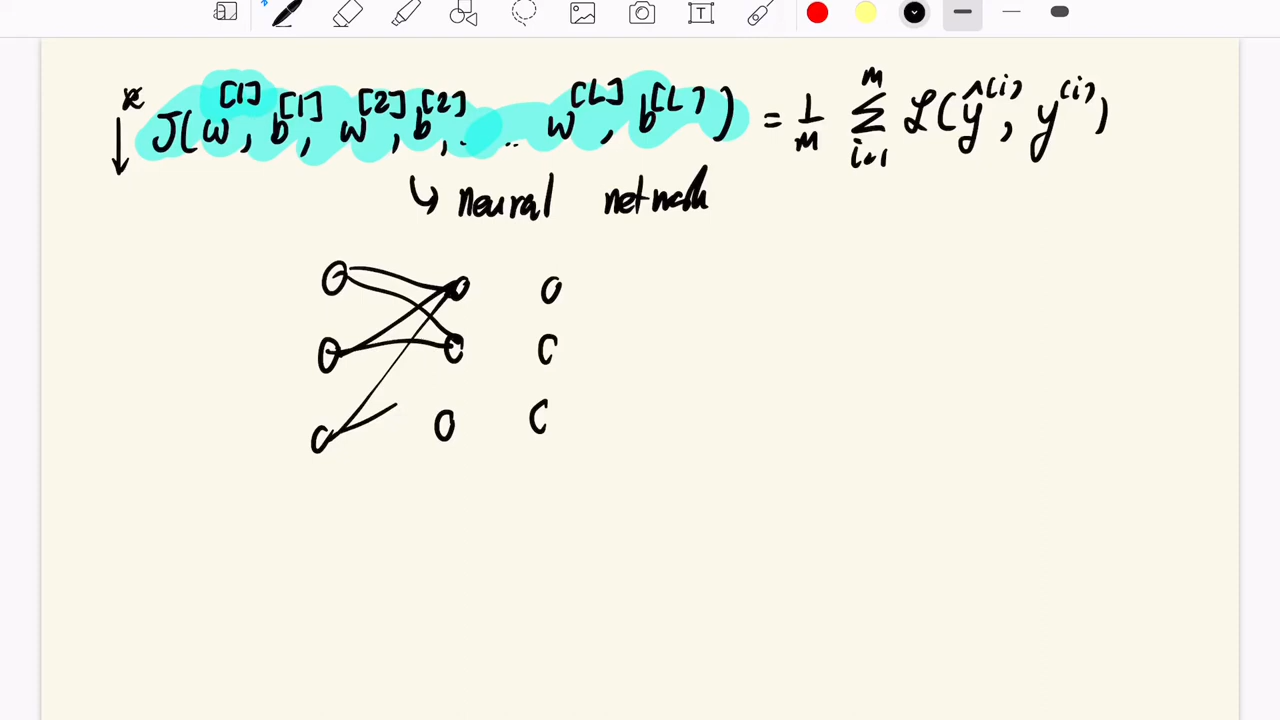 J(w^[1], b^[1], w^[2], b^[2], .... w^[L], b^[L]) = 1/m Σ_{i=1}^{m} ℒ(ŷ^(i), y^(i))
↳ neural network